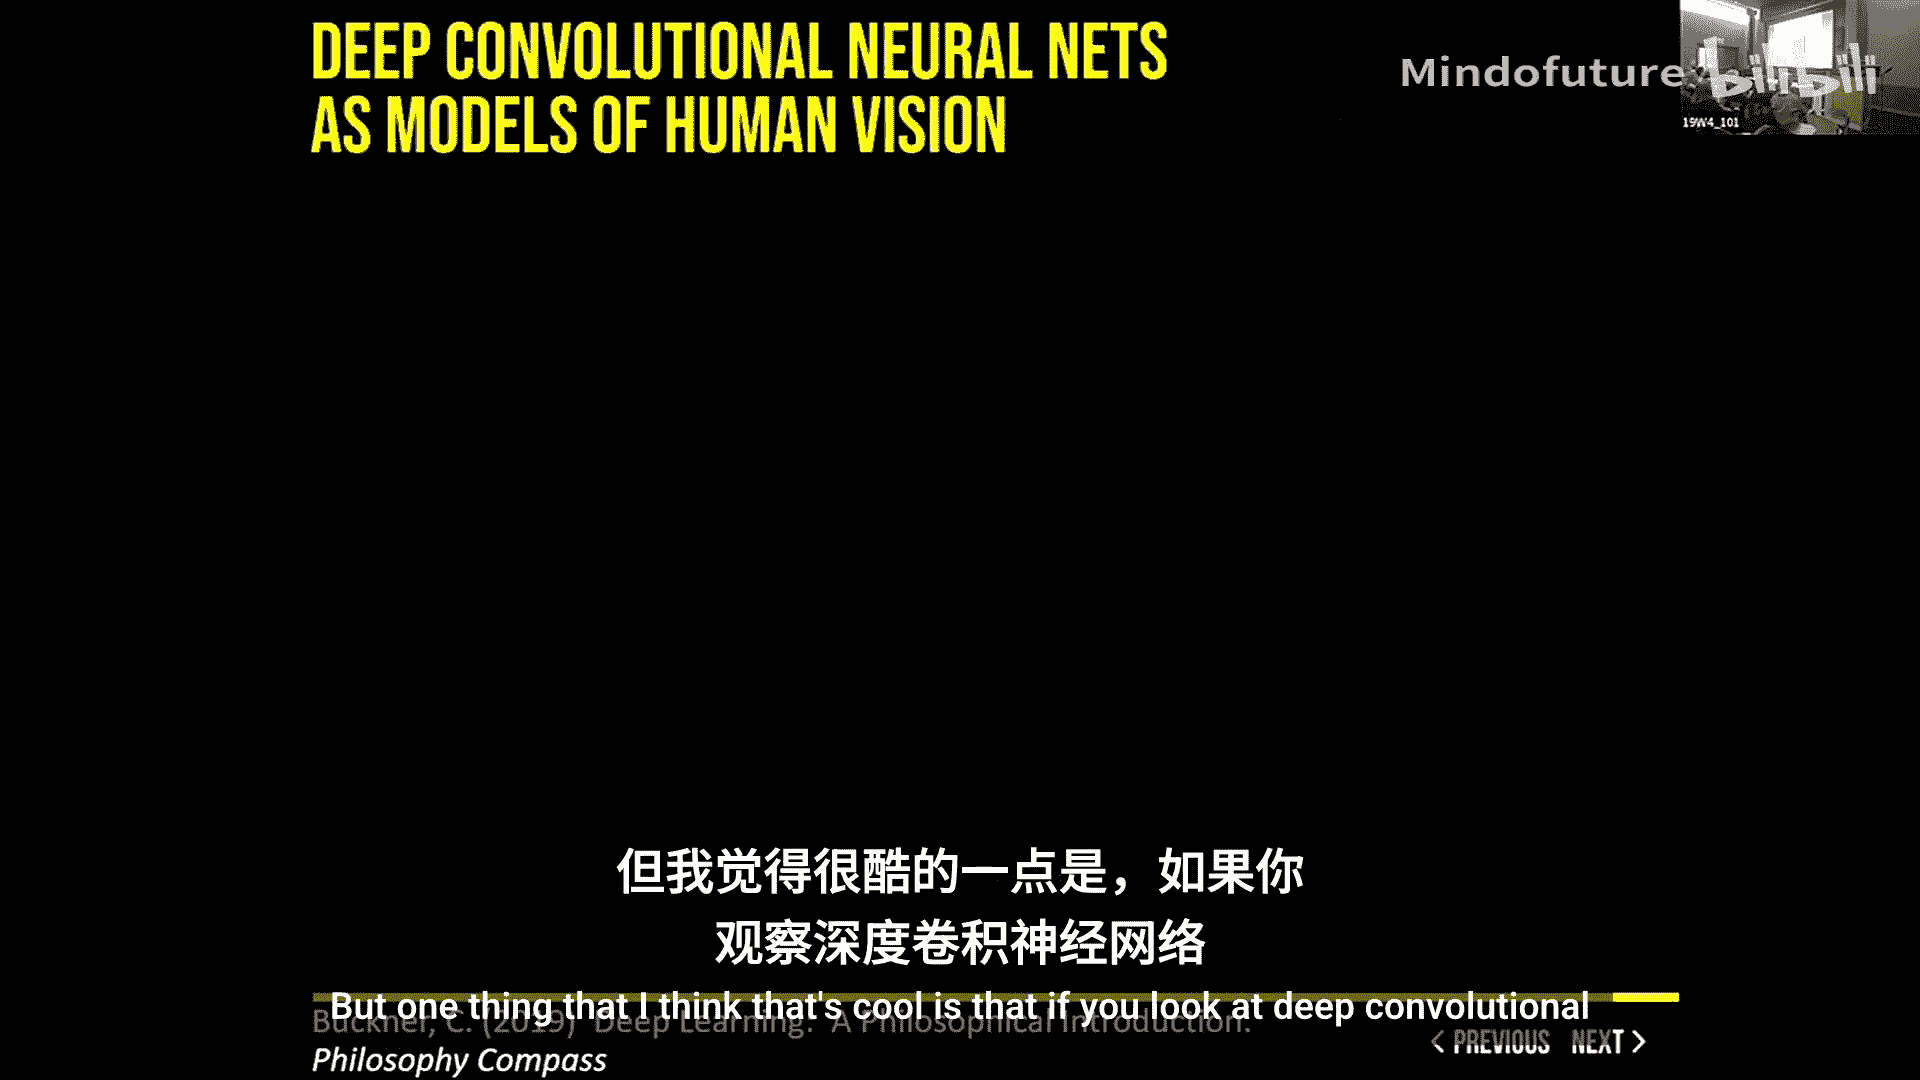 DEEP CONVOLUTIONAL NEURAL NETS
AS MODELS OF HUMAN VISION
Mindofuture
bilibili
19W4_101
但我觉得很酷的一点是，如果你
观察深度卷积神经网络
But one thing that I think that's cool is that if you look at deep convolutional
Buckner, C. (2019) "Deep Learning: A Philosophical Introduction."
Philosophy Compass
< PREVIOUS NEXT >